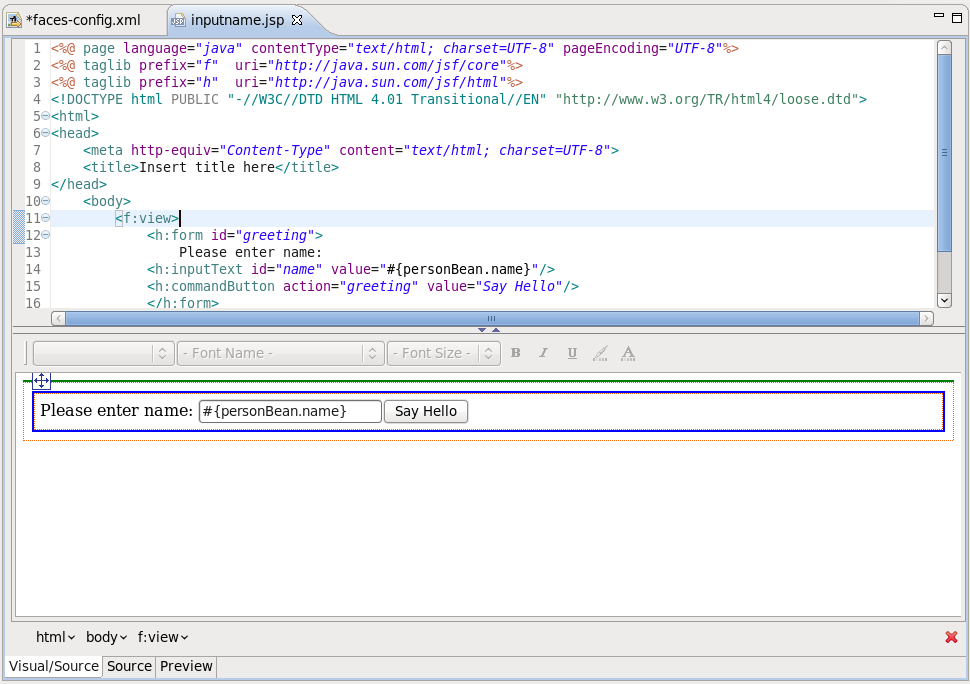 *faces-config.xml inputname.jsp
1 <%@ page language="java" contentType="text/html; charset=UTF-8" pageEncoding="UTF-8"%>
2 <%@ taglib prefix="f"  uri="http://java.sun.com/jsf/core"%>
3 <%@ taglib prefix="h"  uri="http://java.sun.com/jsf/html"%>
4 <!DOCTYPE html PUBLIC "-//W3C//DTD HTML 4.01 Transitional//EN" "http://www.w3.org/TR/html4/loose.dtd">
5 <html>
6 <head>
7     <meta http-equiv="Content-Type" content="text/html; charset=UTF-8">
8     <title>Insert title here</title>
9 </head>
10     <body>
11         <f:view>
12             <h:form id="greeting">
13                 Please enter name:
14             <h:inputText id="name" value="#{personBean.name}"/>
15             <h:commandButton action="greeting" value="Say Hello"/>
16             </h:form>
- Font Name - - Font Size - B I U A
Please enter name: #{personBean.name} Say Hello
html body f:view
Visual/Source Source Preview